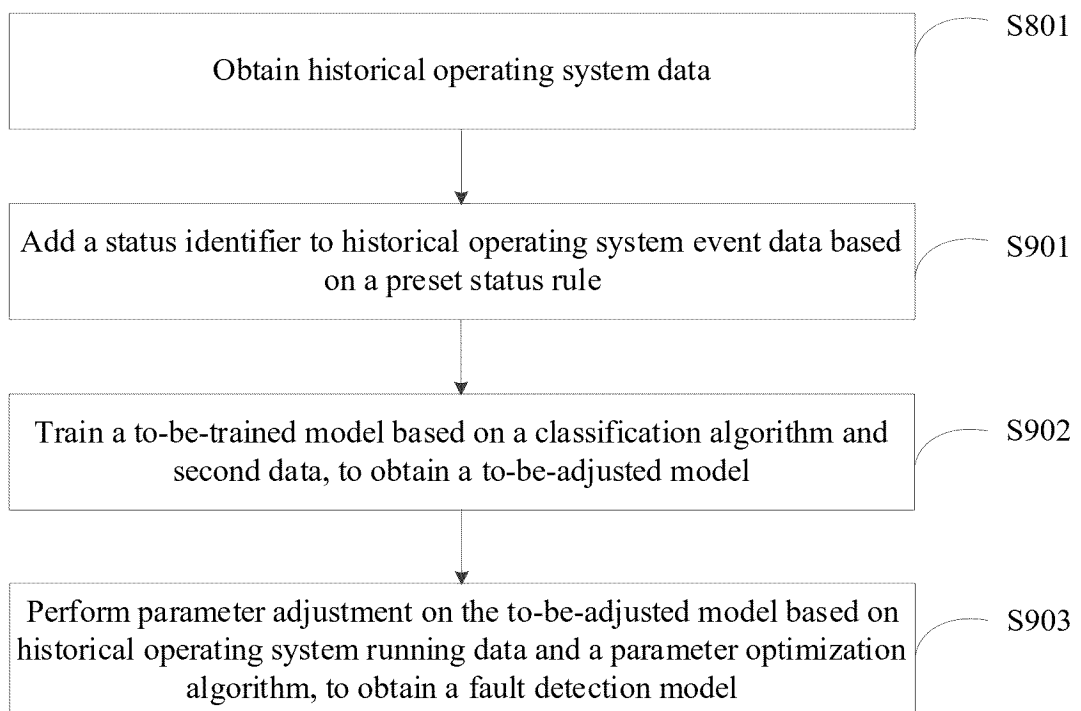 Obtain historical operating system data
S801
Add a status identifier to historical operating system event data based
on a preset status rule
S901
Train a to-be-trained model based on a classification algorithm and
second data, to obtain a to-be-adjusted model
S902
Perform parameter adjustment on the to-be-adjusted model based on
historical operating system running data and a parameter optimization
algorithm, to obtain a fault detection model
S903